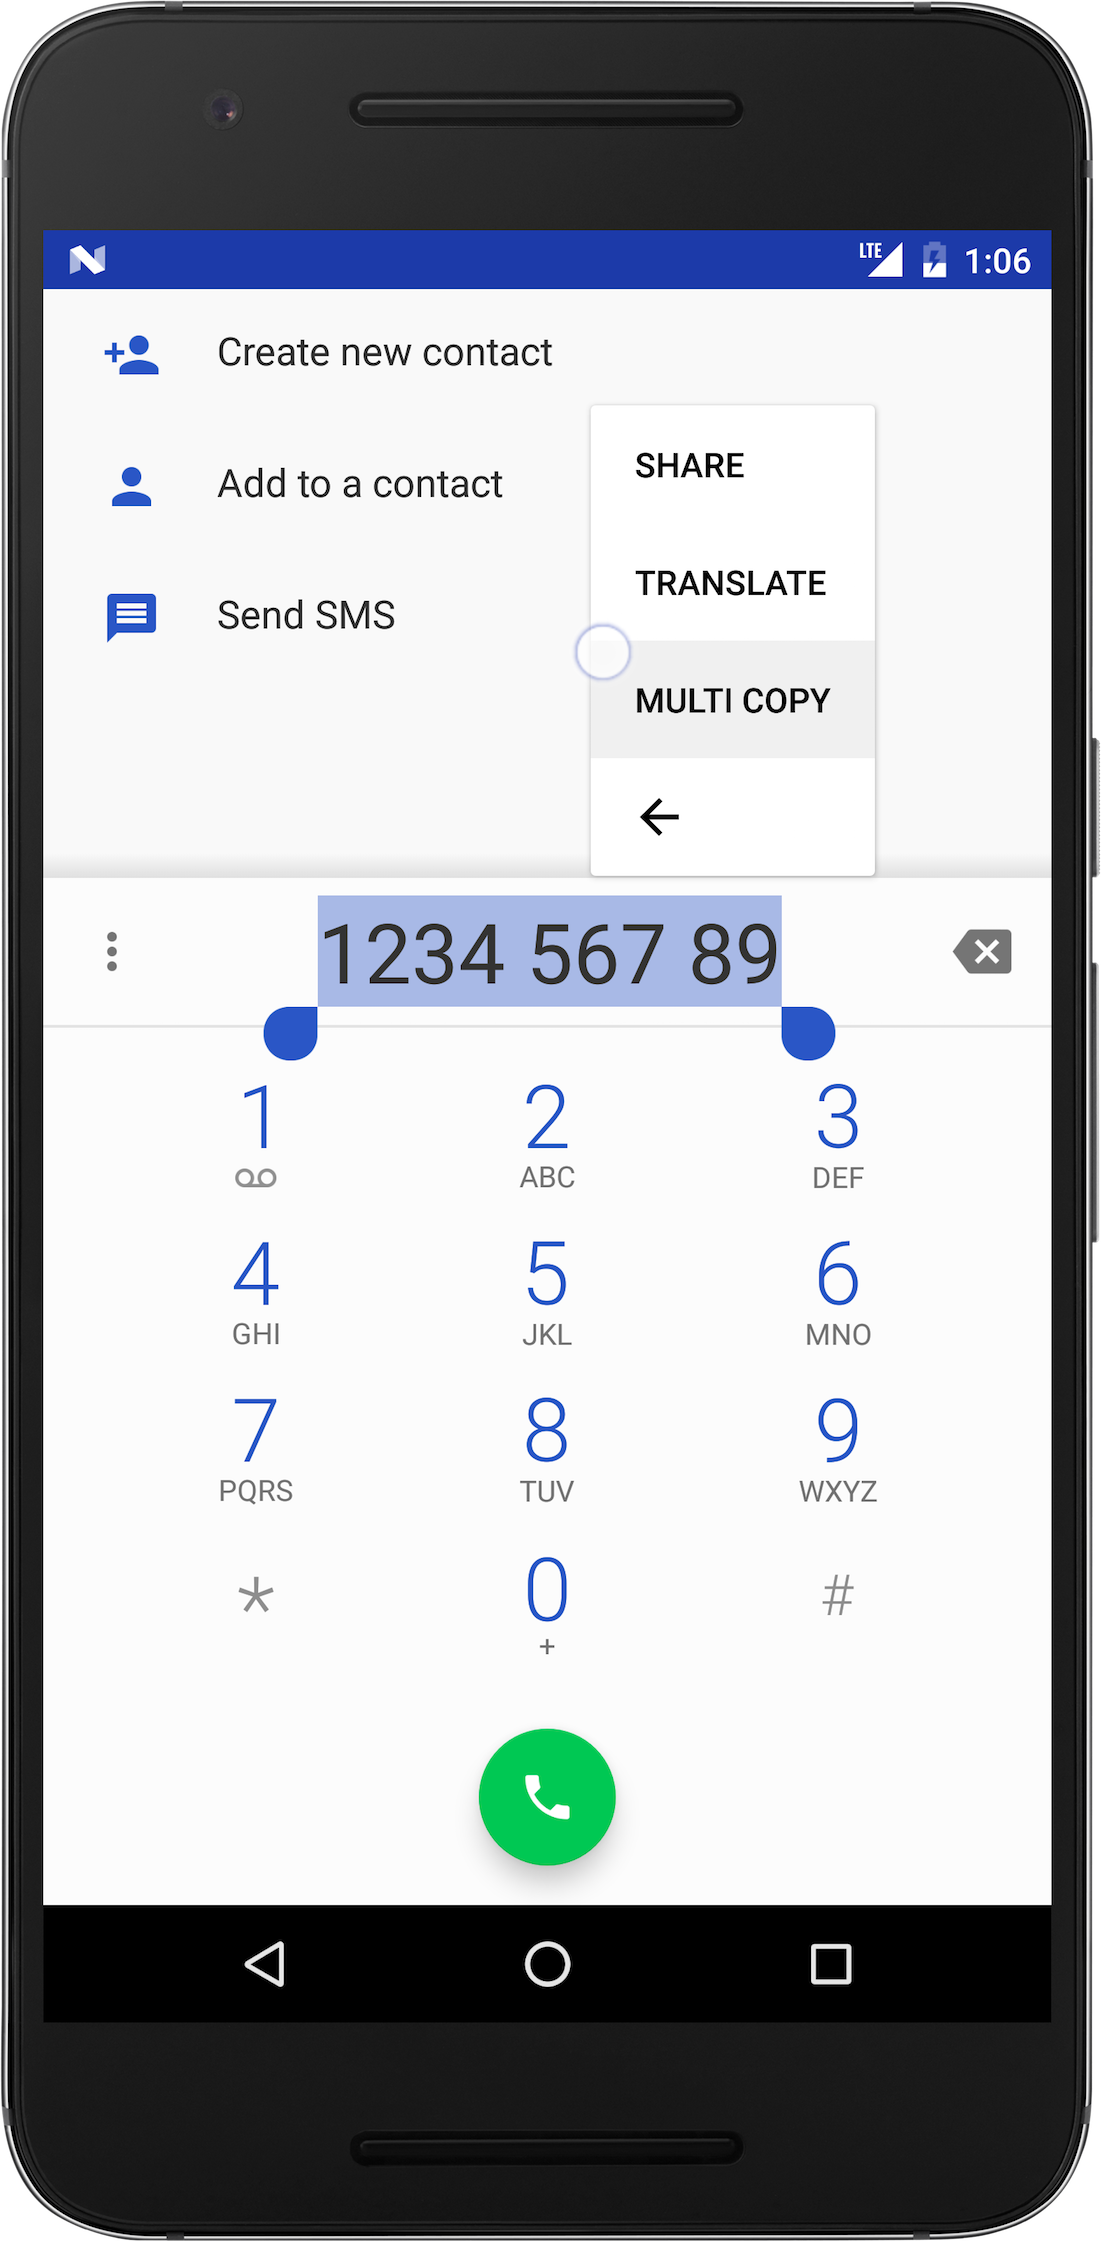 LTE 1:06
Create new contact
SHARE
Add to a contact
TRANSLATE
Send SMS
MULTI COPY
1234 567 89
1 2 3
ABC DEF
4 5 6
GHI JKL MNO
7 8 9
PQRS TUV WXYZ
* 0 #
+